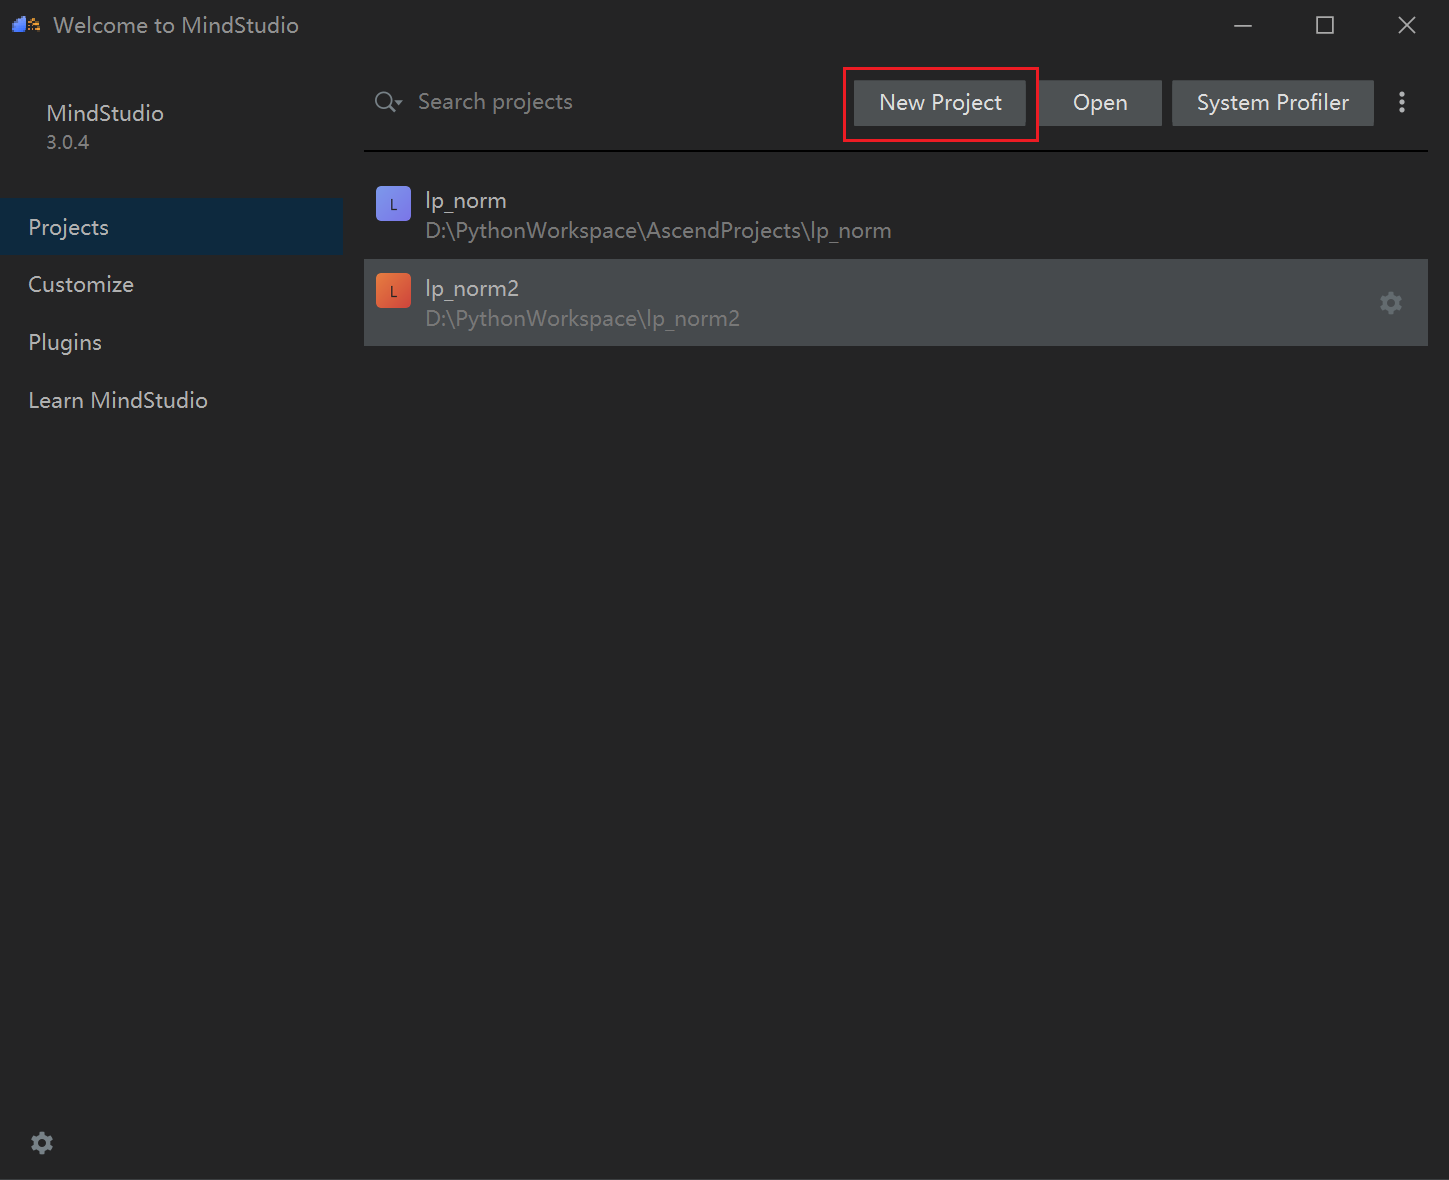 Welcome to MindStudio
MindStudio
3.0.4
Projects
Customize
Plugins
Learn MindStudio
Search projects
New Project
Open
System Profiler
L
lp_norm
D:\PythonWorkspace\AscendProjects\lp_norm
L
lp_norm2
D:\PythonWorkspace\lp_norm2